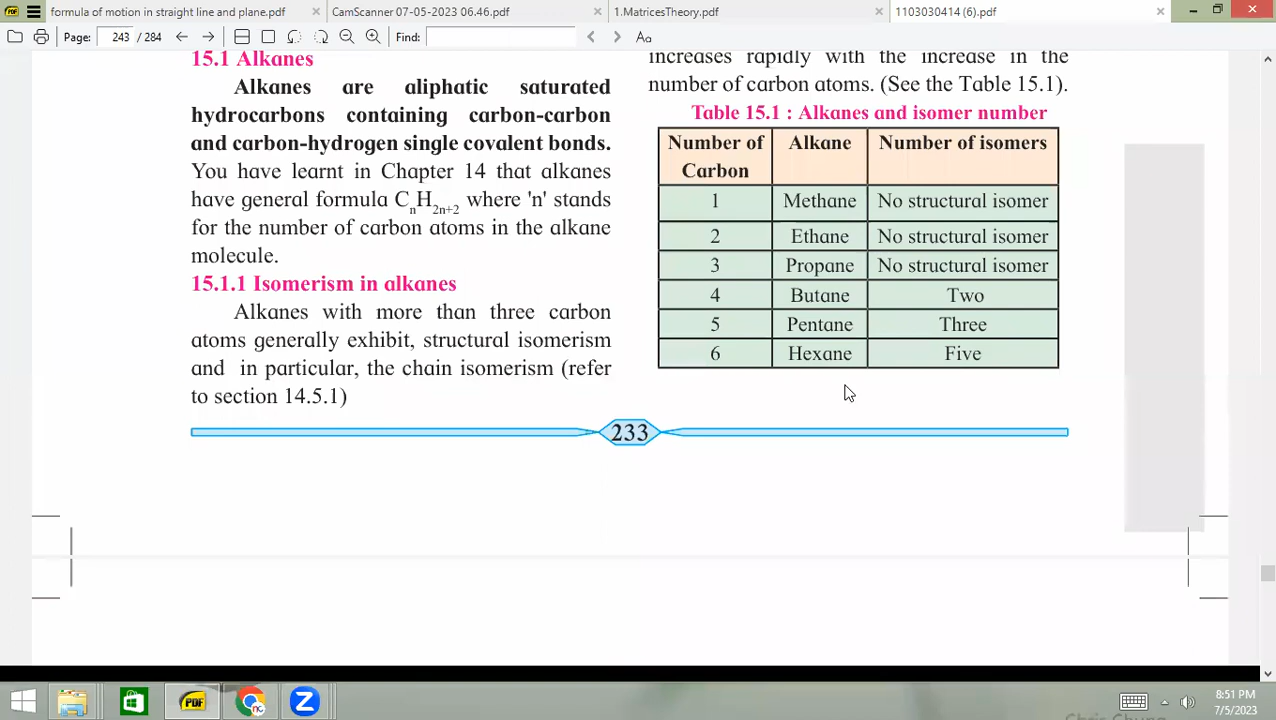 formula of motion in straight line and plane.pdf
CamScanner 07-05-2023 06.46.pdf
1.MatricesTheory.pdf
1103030414 (6).pdf
Page: 243 / 284
Find:
Aa
15.1 Alkanes
Alkanes are aliphatic saturated
hydrocarbons containing carbon-carbon
and carbon-hydrogen single covalent bonds.
You have learnt in Chapter 14 that alkanes
have general formula CnH2n+2 where 'n' stands
for the number of carbon atoms in the alkane
molecule.
15.1.1 Isomerism in alkanes
Alkanes with more than three carbon
atoms generally exhibit, structural isomerism
and in particular, the chain isomerism (refer
to section 14.5.1)
increases rapidly with the increase in the
number of carbon atoms. (See the Table 15.1).
Table 15.1 : Alkanes and isomer number
Number of Carbon Alkane Number of isomers
1 Methane No structural isomer
2 Ethane No structural isomer
3 Propane No structural isomer
4 Butane Two
5 Pentane Three
6 Hexane Five
233
PDF
nc
Z
8:51 PM
7/5/2023